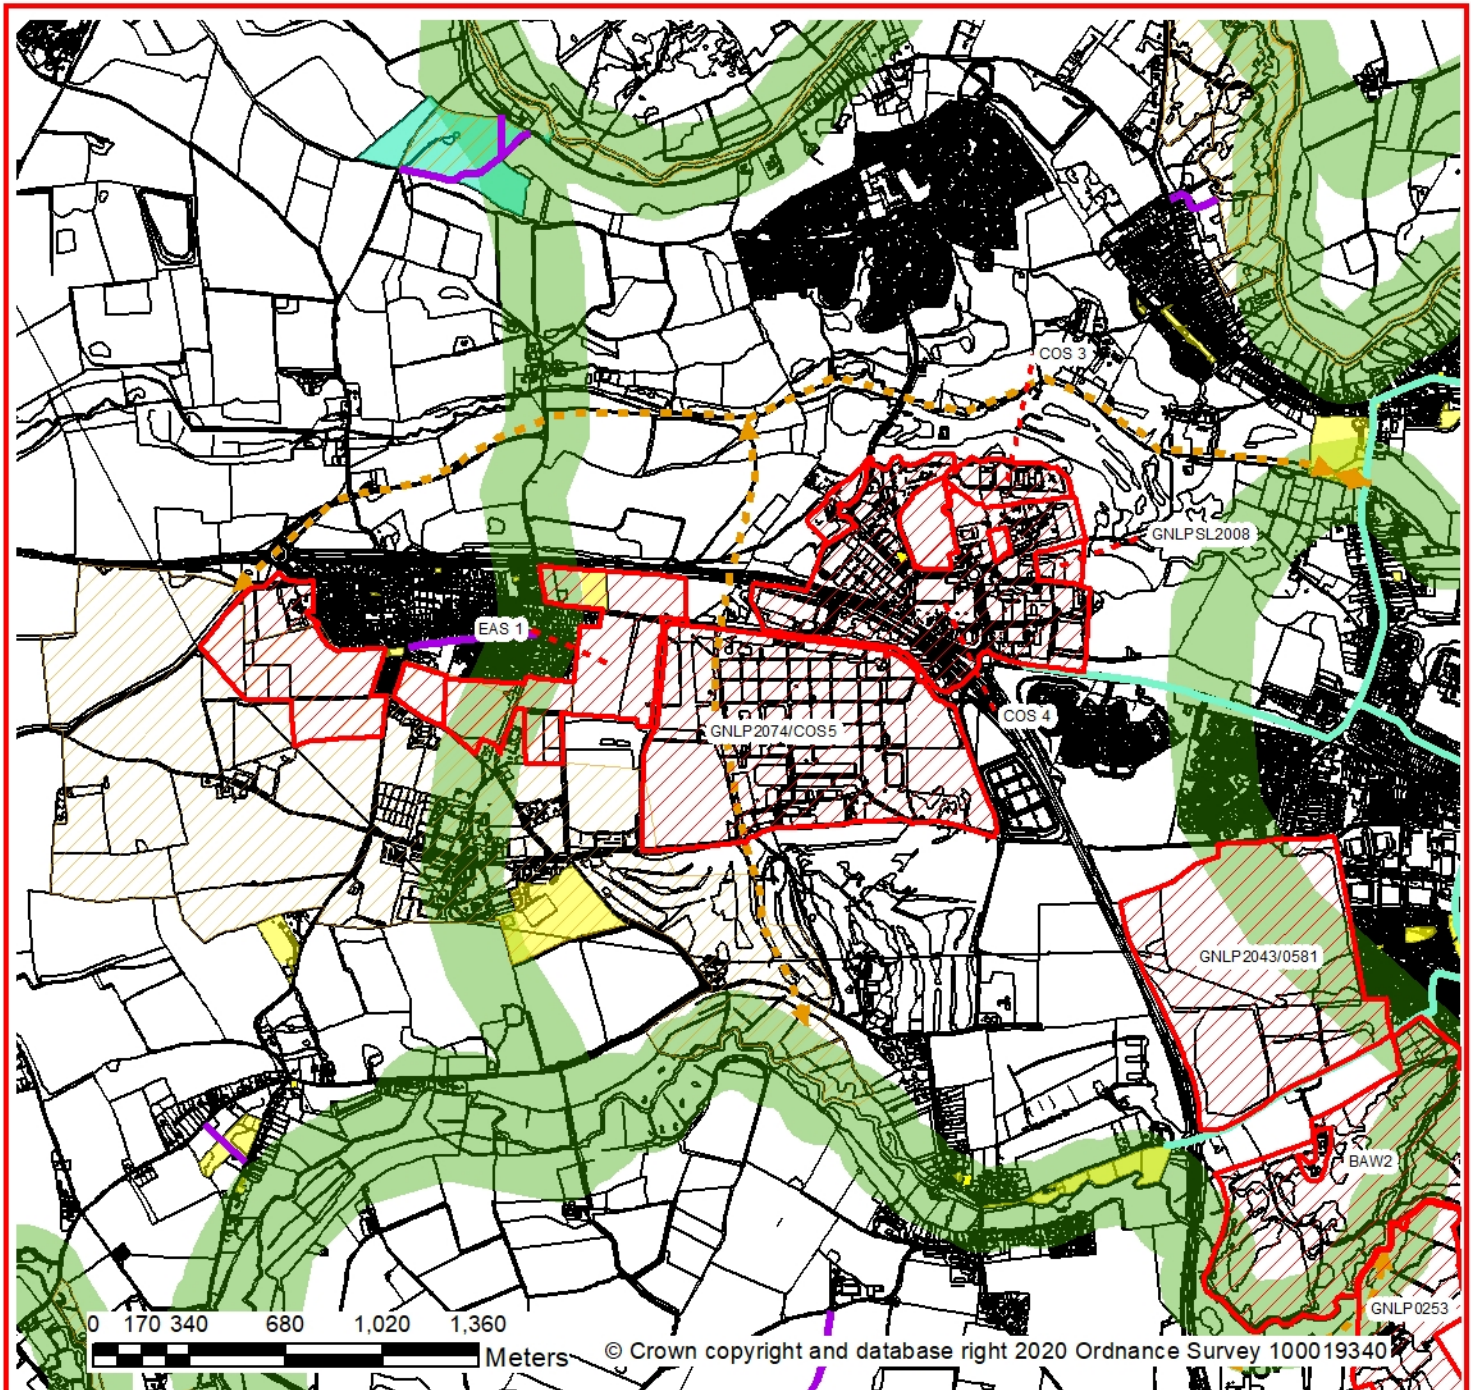 COS 3
GNLPSL2008
EAS 1
COS 4
GNLP2074/COS5
GNLP2043/0581
BAW2
GNLP0253
0 170 340 680 1,020 1,360
Meters
© Crown copyright and database right 2020 Ordnance Survey 100019340